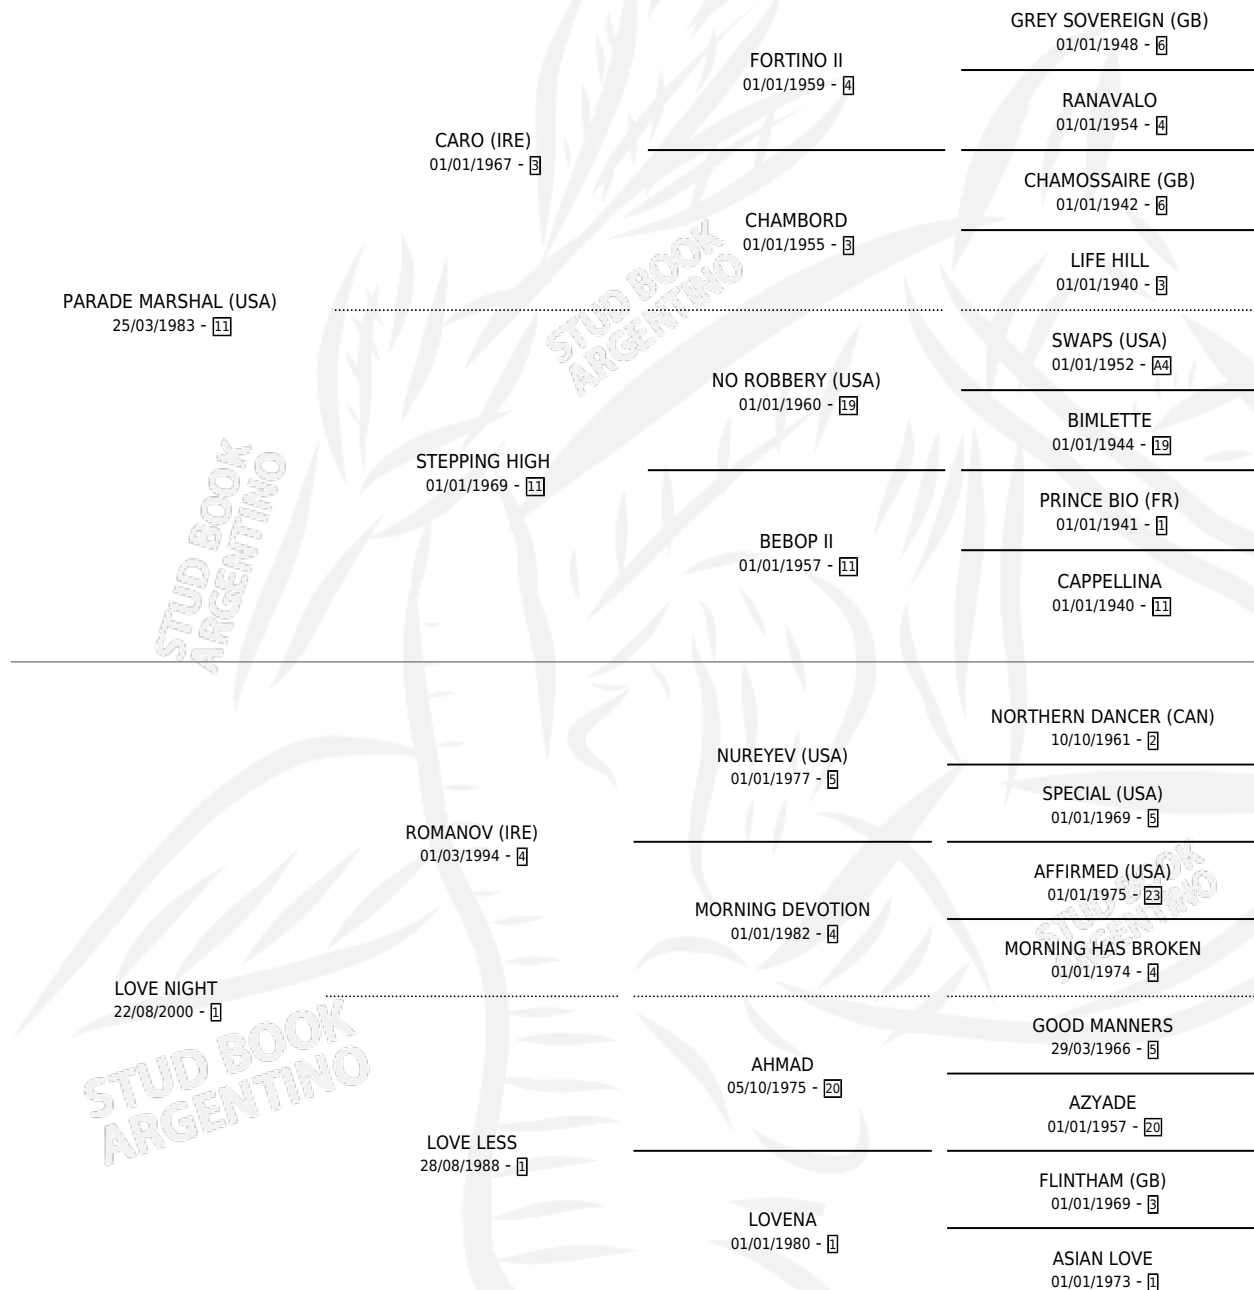 GREY SOVEREIGN (GB)
01/01/1948 - 6
FORTINO II
01/01/1959 - 4
RANAVALO
01/01/1954 - 4
CARO (IRE)
01/01/1967 - 3
CHAMOSSAIRE (GB)
01/01/1942 - 6
CHAMBORD
01/01/1955 - 3
LIFE HILL
01/01/1940 - 3
PARADE MARSHAL (USA)
25/03/1983 - 11
STUD BOOK
ARGENTINO
SWAPS (USA)
01/01/1952 - A4
NO ROBBERY (USA)
01/01/1960 - 19
BIMLETTE
01/01/1944 - 19
STEPPING HIGH
01/01/1969 - 11
PRINCE BIO (FR)
01/01/1941 - 1
BEBOP II
01/01/1957 - 11
CAPPELLINA
01/01/1940 - 11
STUD BOOK
ARGENTINO
NORTHERN DANCER (CAN)
10/10/1961 - 2
NUREYEV (USA)
01/01/1977 - 5
SPECIAL (USA)
01/01/1969 - 5
ROMANOV (IRE)
01/03/1994 - 4
AFFIRMED (USA)
01/01/1975 - 23
MORNING DEVOTION
01/01/1982 - 4
MORNING HAS BROKEN
01/01/1974 - 4
STUD BOOK
ARGENTINO
LOVE NIGHT
22/08/2000 - 1
STUD BOOK
ARGENTINO
GOOD MANNERS
29/03/1966 - 5
AHMAD
05/10/1975 - 20
AZYADE
01/01/1957 - 20
LOVE LESS
28/08/1988 - 1
FLINTHAM (GB)
01/01/1969 - 3
LOVENA
01/01/1980 - 1
ASIAN LOVE
01/01/1973 - 1